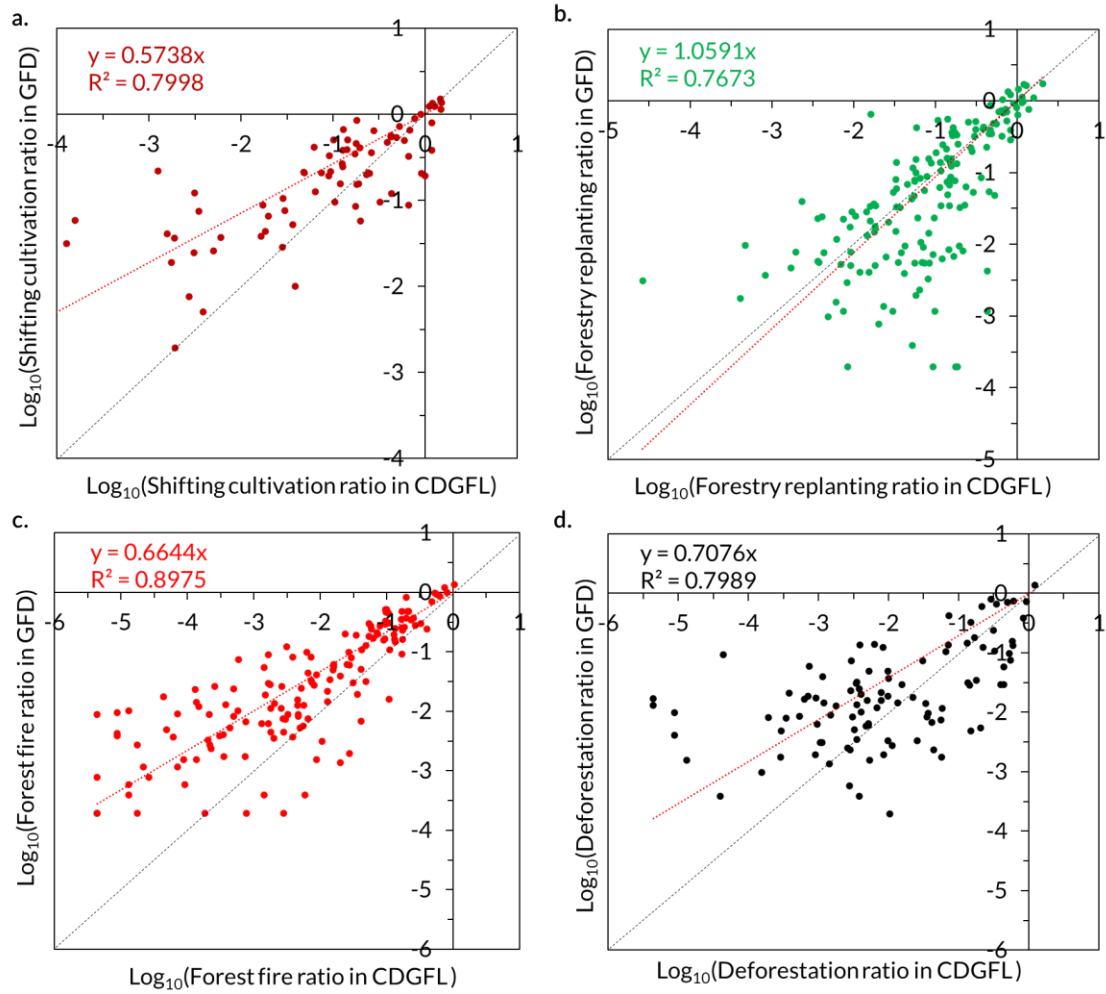 a.
y = 0.5738x
R² = 0.7998
1
0
-1
-2
-3
-4
-4 -3 -2 -1 0 1
Log₁₀(Shifting cultivation ratio in GFD)
Log₁₀(Shifting cultivation ratio in CDGFL)
b.
y = 1.0591x
R² = 0.7673
1
0
-1
-2
-3
-4
-5
-5 -4 -3 -2 -1 0 1
Log₁₀(Forestry replanting ratio in GFD)
Log₁₀(Forestry replanting ratio in CDGFL)
c.
y = 0.6644x
R² = 0.8975
1
0
-1
-2
-3
-4
-5
-6
-6 -5 -4 -3 -2 -1 0 1
Log₁₀(Forest fire ratio in GFD)
Log₁₀(Forest fire ratio in CDGFL)
d.
y = 0.7076x
R² = 0.7989
1
0
-1
-2
-3
-4
-5
-6
-6 -5 -4 -3 -2 -1 0 1
Log₁₀(Deforestation ratio in GFD)
Log₁₀(Deforestation ratio in CDGFL)